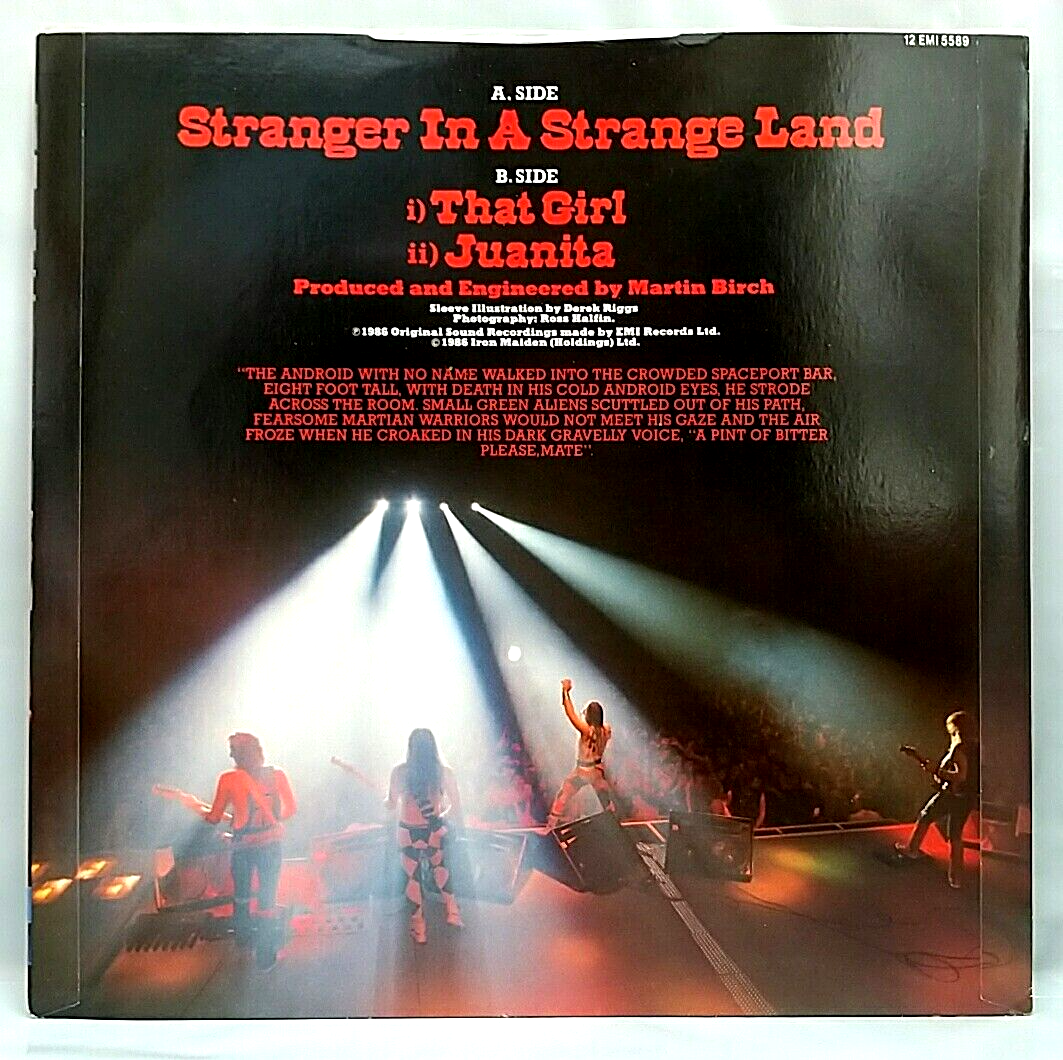 12 EMI 5589
A. SIDE
Stranger In A Strange Land
B. SIDE
i) That Girl
ii) Juanita
Produced and Engineered by Martin Birch
Sleeve Illustration by Derek Riggs
Photography: Ross Halfin.
℗1986 Original Sound Recordings made by EMI Records Ltd.
©1986 Iron Maiden (Holdings) Ltd.
"THE ANDROID WITH NO NAME WALKED INTO THE CROWDED SPACEPORT BAR,
EIGHT FOOT TALL, WITH DEATH IN HIS COLD ANDROID EYES, HE STRODE
ACROSS THE ROOM. SMALL GREEN ALIENS SCUTTLED OUT OF HIS PATH,
FEARSOME MARTIAN WARRIORS WOULD NOT MEET HIS GAZE AND THE AIR
FROZE WHEN HE CROAKED IN HIS DARK GRAVELLY VOICE, "A PINT OF BITTER
PLEASE,MATE".